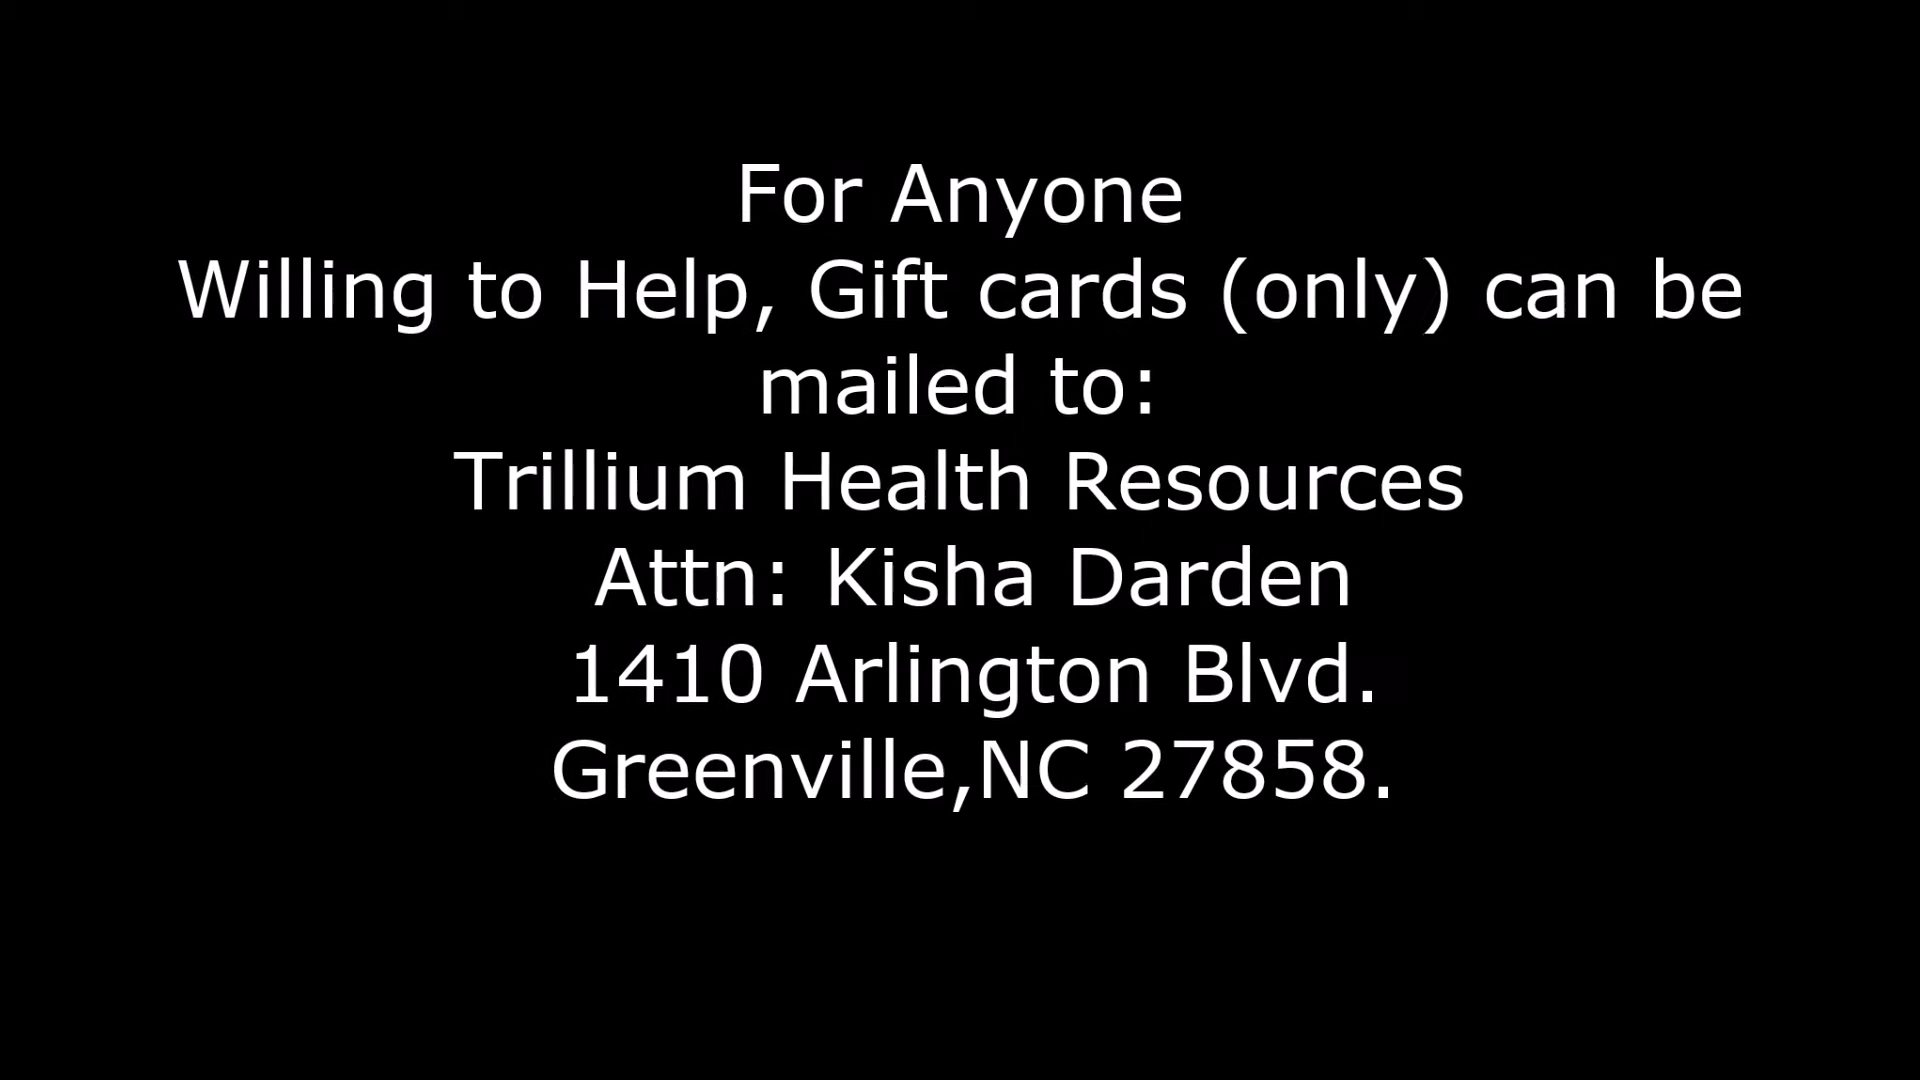 For Anyone
Willing to Help, Gift cards (only) can be
mailed to:
Trillium Health Resources
Attn: Kisha Darden
1410 Arlington Blvd.
Greenville,NC 27858.